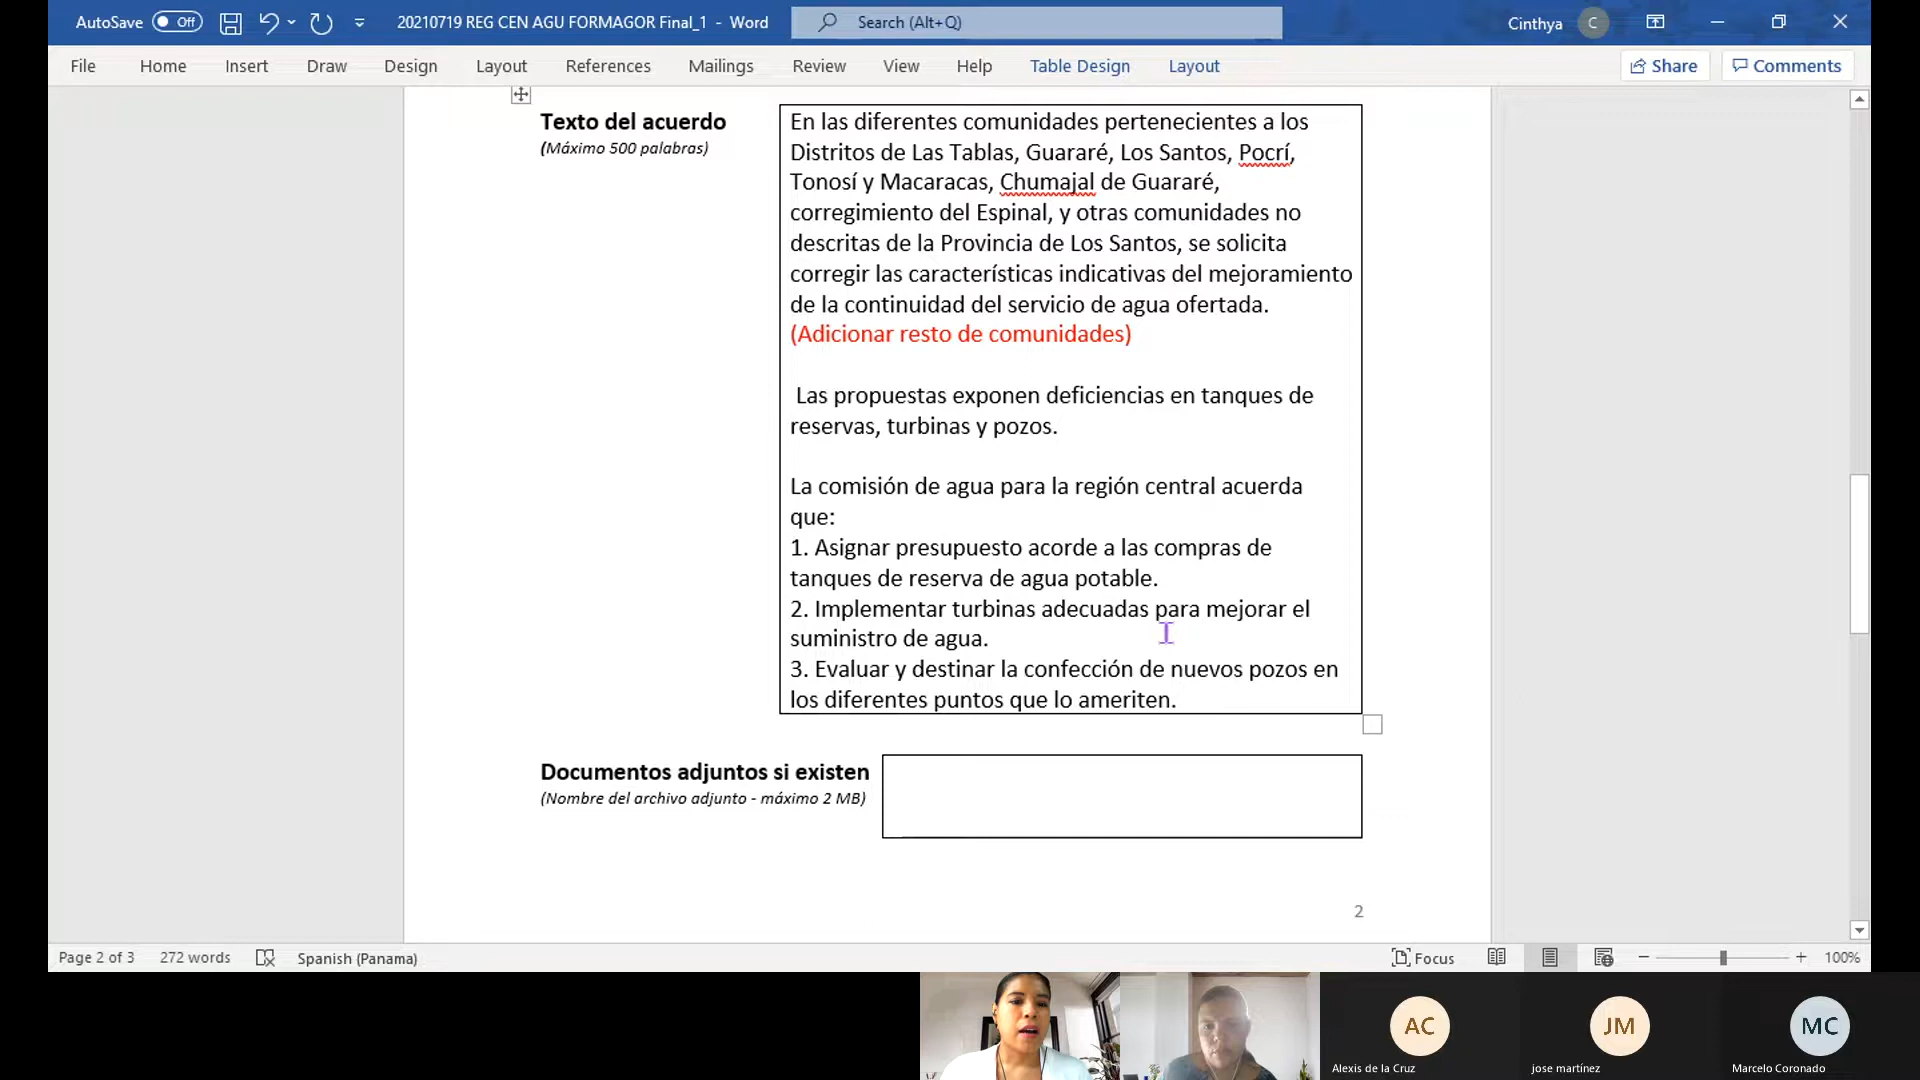 AutoSave Off 20210719 REG CEN AGU FORMAGOR Final_1 - Word Search (Alt+Q) Cinthya C
File Home Insert Draw Design Layout References Mailings Review View Help Table Design Layout Share Comments
Texto del acuerdo
(Máximo 500 palabras)
En las diferentes comunidades pertenecientes a los
Distritos de Las Tablas, Guararé, Los Santos, Pocrí,
Tonosí y Macaracas, Chumajal de Guararé,
corregimiento del Espinal, y otras comunidades no
descritas de la Provincia de Los Santos, se solicita
corregir las características indicativas del mejoramiento
de la continuidad del servicio de agua ofertada.
(Adicionar resto de comunidades)
Las propuestas exponen deficiencias en tanques de
reservas, turbinas y pozos.
La comisión de agua para la región central acuerda
que:
1. Asignar presupuesto acorde a las compras de
tanques de reserva de agua potable.
2. Implementar turbinas adecuadas para mejorar el
suministro de agua.
3. Evaluar y destinar la confección de nuevos pozos en
los diferentes puntos que lo ameriten.
Documentos adjuntos si existen
(Nombre del archivo adjunto - máximo 2 MB)
2
Page 2 of 3 272 words Spanish (Panama) Focus 100%
AC JM MC
Alexis de la Cruz jose martínez Marcelo Coronado